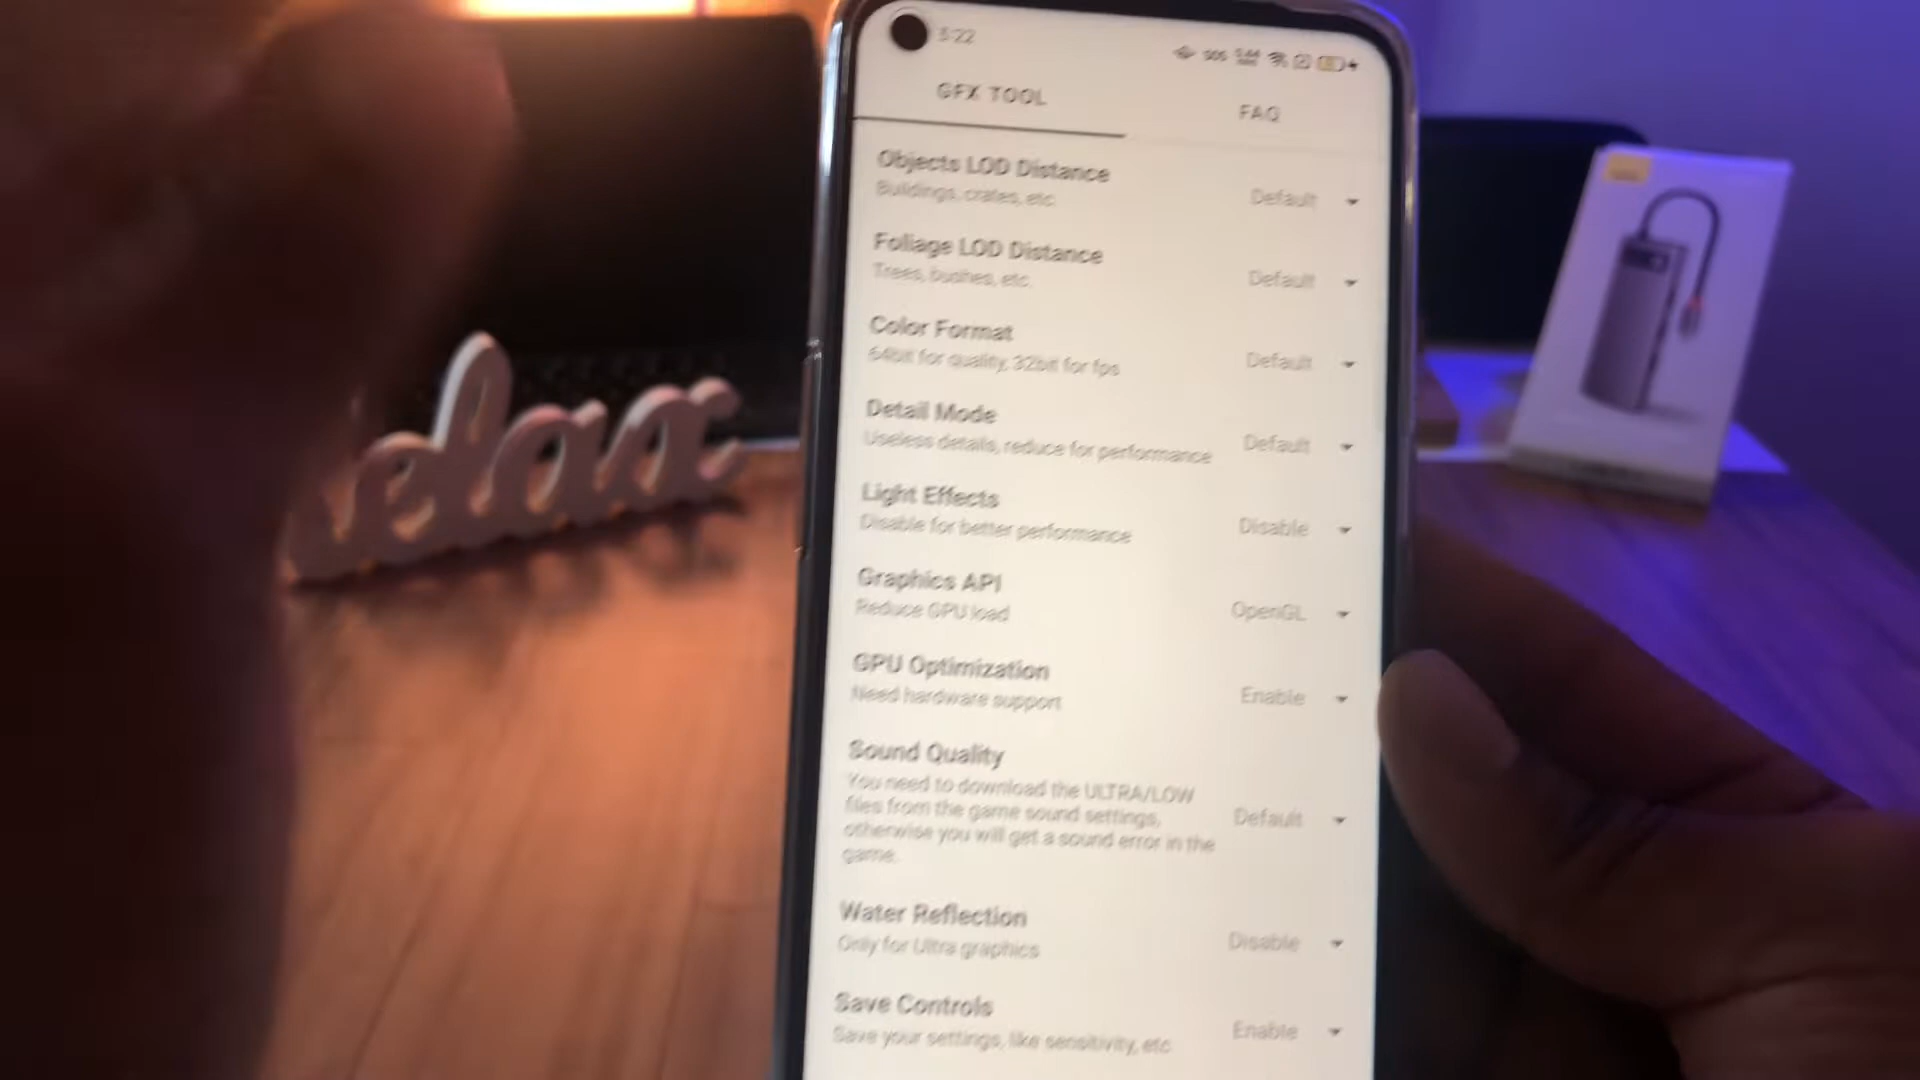 5:22
GFX TOOL
FAQ
Objects LOD Distance
Buildings, crates, etc.
Default
Foliage LOD Distance
Trees, bushes, etc.
Default
Color Format
64bit for quality, 32bit for fps
Default
Detail Mode
Useless details, reduce for performance
Default
Light Effects
Disable for better performance
Disable
Graphics API
Reduce GPU load
OpenGL
GPU Optimization
Need hardware support
Enable
Sound Quality
You need to download the ULTRA/LOW
files from the game sound settings,
otherwise you will get a sound error in the
game.
Default
Water Reflection
Only for Ultra graphics
Disable
Save Controls
Save your settings, like sensitivity, etc.
Enable
relax